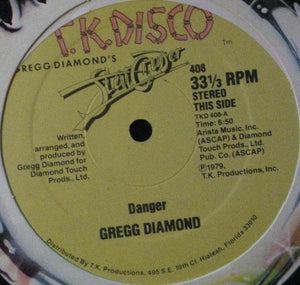 T.K. DISCO
TM
GREGG DIAMOND'S
Starcruiser
408
33⅓ RPM
STEREO
THIS SIDE
TKD 408-A
Time: 6:50
Arista Music, Inc.
(ASCAP) & Diamond
Touch Prods., Ltd.
Pub. Co. (ASCAP)
Ⓟ1979,
T.K. Productions, Inc.
Written,
arranged, and
produced by
Gregg Diamond for
Diamond Touch
Prods., Ltd.
Danger
GREGG DIAMOND
Distributed By T.K. Productions, 495 S.E. 10th Ct. Hialeah, Florida 33010